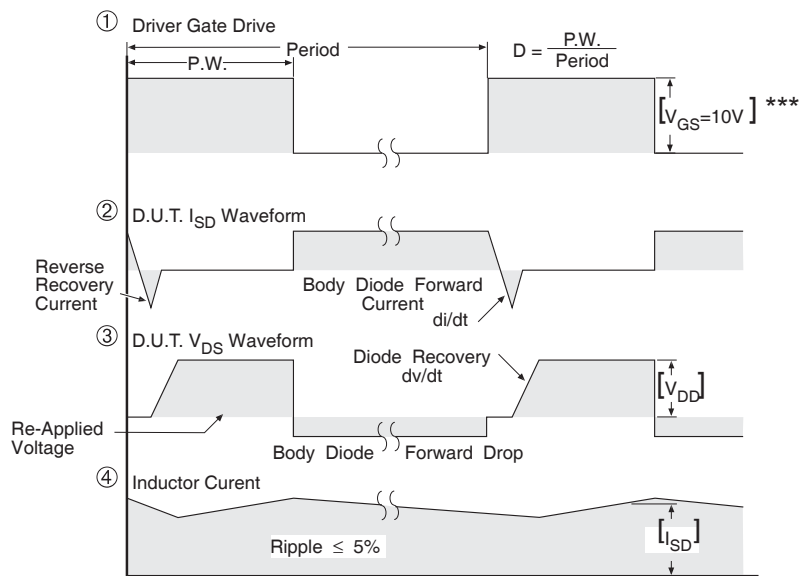 ① Driver Gate Drive
Period
P.W.
D = P.W. / Period
[V_GS=10V] ***
② D.U.T. I_SD Waveform
Reverse
Recovery
Current
Body Diode Forward
Current
di/dt
③ D.U.T. V_DS Waveform
Diode Recovery
dv/dt
[V_DD]
Re-Applied
Voltage
Body Diode
Forward Drop
④ Inductor Curent
[I_SD]
Ripple ≤ 5%